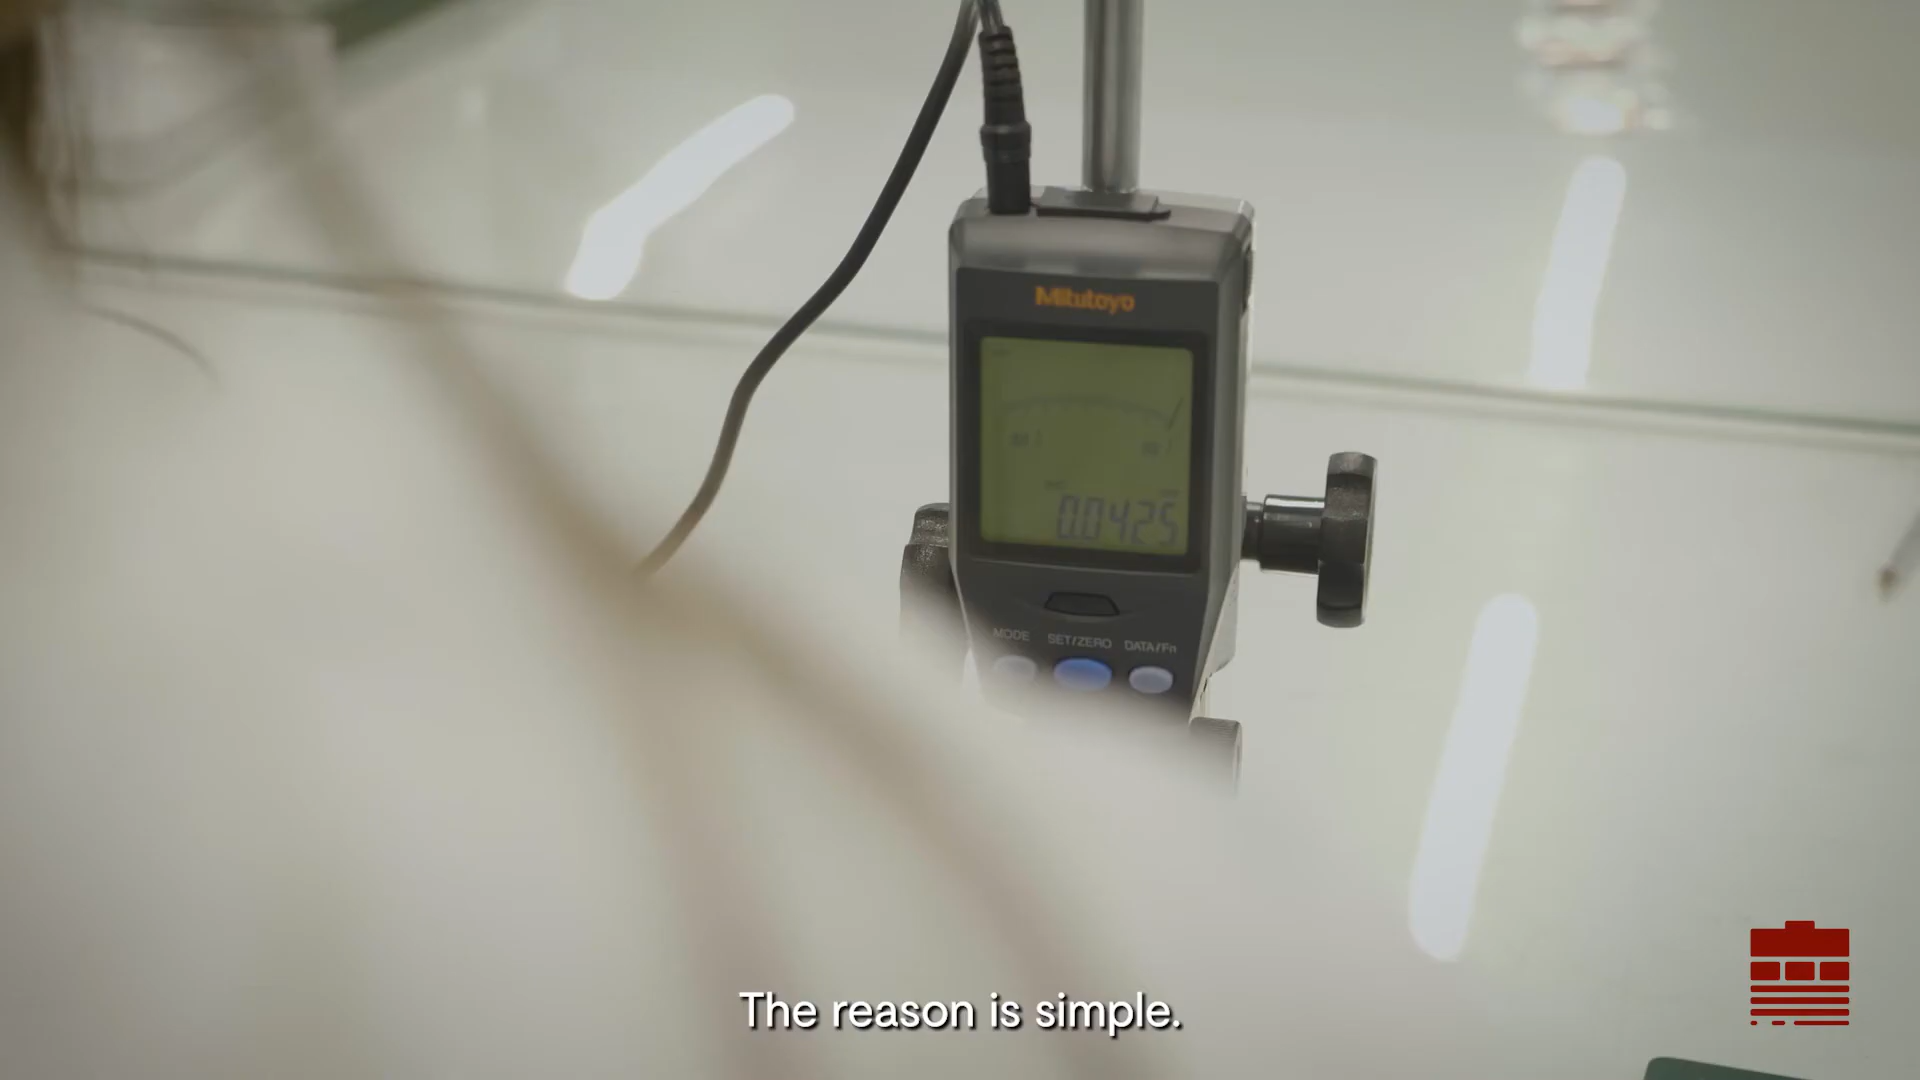 Mitutoyo
0.0425
MODE SET/ZERO DATA/Fn
The reason is simple.